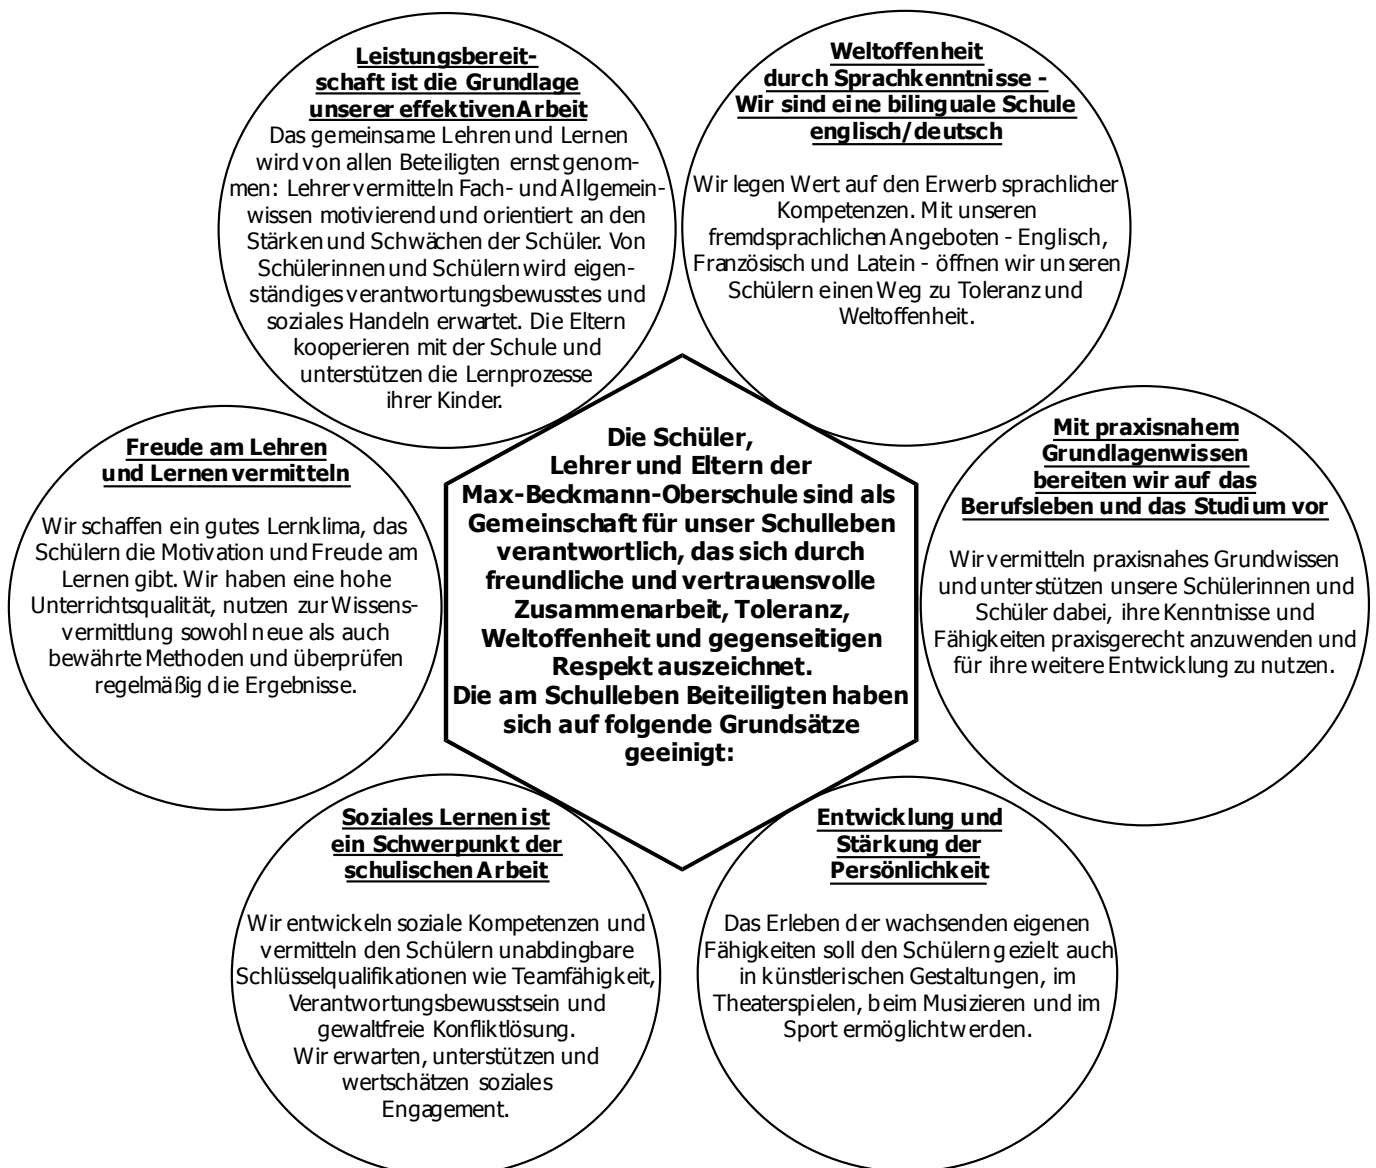 Leistungsbereit-
schaft ist die Grundlage
unserer effektiven Arbeit
Das gemeinsame Lehren und Lernen
wird von allen Beteiligten ernst genom-
men: Lehrer vermitteln Fach- und Allgemein-
wissen motivierend und orientiert an den
Stärken und Schwächen der Schüler. Von
Schülerinnen und Schülern wird eigen-
ständiges verantwortungsbewusstes und
soziales Handeln erwartet. Die Eltern
kooperieren mit der Schule und
unterstützen die Lernprozesse
ihrer Kinder.
Weltoffenheit
durch Sprachkenntnisse -
Wir sind eine bilinguale Schule
englisch/deutsch
Wir legen Wert auf den Erwerb sprachlicher
Kompetenzen. Mit unseren
fremdsprachlichen Angeboten - Englisch,
Französisch und Latein - öffnen wir unseren
Schülern einen Weg zu Toleranz und
Weltoffenheit.
Freude am Lehren
und Lernen vermitteln
Wir schaffen ein gutes Lernklima, das
Schülern die Motivation und Freude am
Lernen gibt. Wir haben eine hohe
Unterrichtsqualität, nutzen zur Wissens-
vermittlung sowohl neue als auch
bewährte Methoden und überprüfen
regelmäßig die Ergebnisse.
Die Schüler,
Lehrer und Eltern der
Max-Beckmann-Oberschule sind als
Gemeinschaft für unser Schulleben
verantwortlich, das sich durch
freundliche und vertrauensvolle
Zusammenarbeit, Toleranz,
Weltoffenheit und gegenseitigen
Respekt auszeichnet.
Die am Schulleben Beiteiligten haben
sich auf folgende Grundsätze
geeinigt:
Mit praxisnahem
Grundlagenwissen
bereiten wir auf das
Berufsleben und das Studium vor
Wir vermitteln praxisnahes Grundwissen
und unterstützen unsere Schülerinnen und
Schüler dabei, ihre Kenntnisse und
Fähigkeiten praxisgerecht anzuwenden und
für ihre weitere Entwicklung zu nutzen.
Soziales Lernen ist
ein Schwerpunkt der
schulischen Arbeit
Wir entwickeln soziale Kompetenzen und
vermitteln den Schülern unabdingbare
Schlüsselqualifikationen wie Teamfähigkeit,
Verantwortungsbewusstsein und
gewaltfreie Konfliktlösung.
Wir erwarten, unterstützen und
wertschätzen soziales
Engagement.
Entwicklung und
Stärkung der
Persönlichkeit
Das Erleben der wachsenden eigenen
Fähigkeiten soll den Schülern gezielt auch
in künstlerischen Gestaltungen, im
Theaterspielen, beim Musizieren und im
Sport ermöglicht werden.